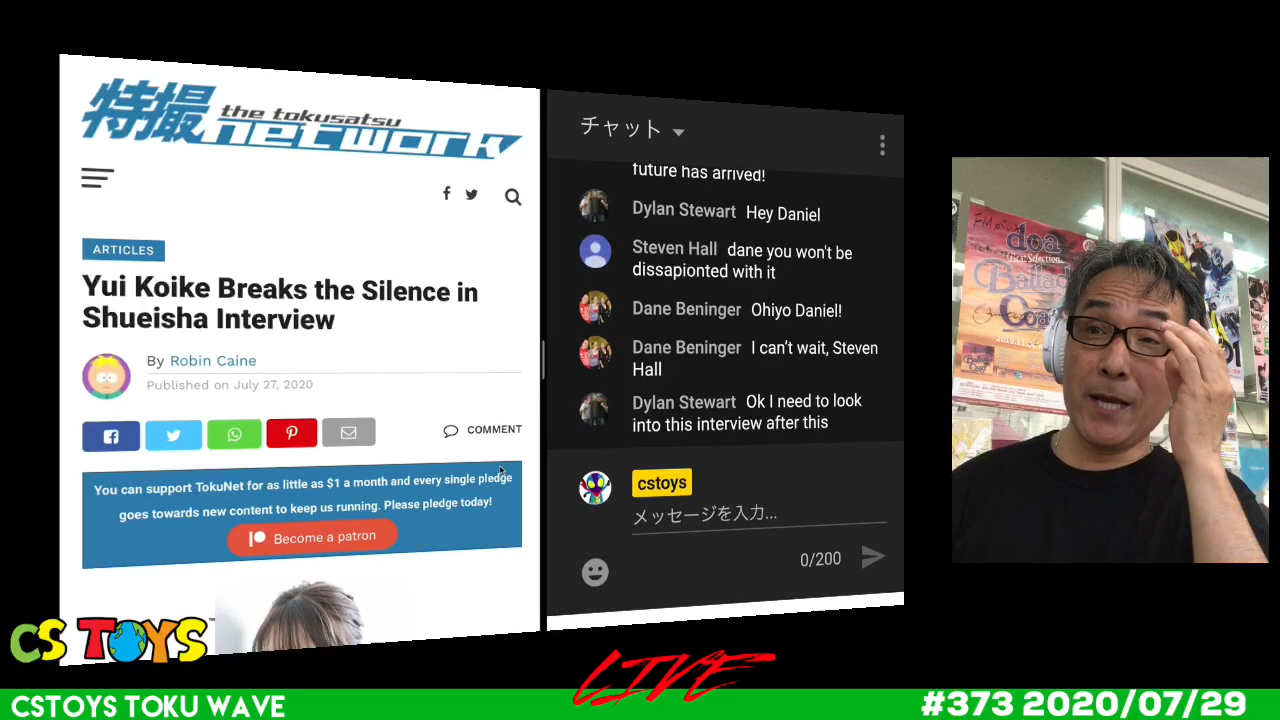 特撮 the tokusatsu network
ARTICLES
Yui Koike Breaks the Silence in
Shueisha Interview
By Robin Caine
Published on July 27, 2020
COMMENT
You can support TokuNet for as little as $1 a month and every single pledge
goes towards new content to keep us running. Please pledge today!
Become a patron
チャット
future has arrived!
Dylan Stewart Hey Daniel
Steven Hall dane you won't be
dissapionted with it
Dane Beninger Ohiyo Daniel!
Dane Beninger I can't wait, Steven
Hall
Dylan Stewart Ok I need to look
into this interview after this
cstoys
メッセージを入力...
0/200
doa
Best Selection
Ballad
Coa
CS TOYS
LIVE
CSTOYS TOKU WAVE
#373 2020/07/29